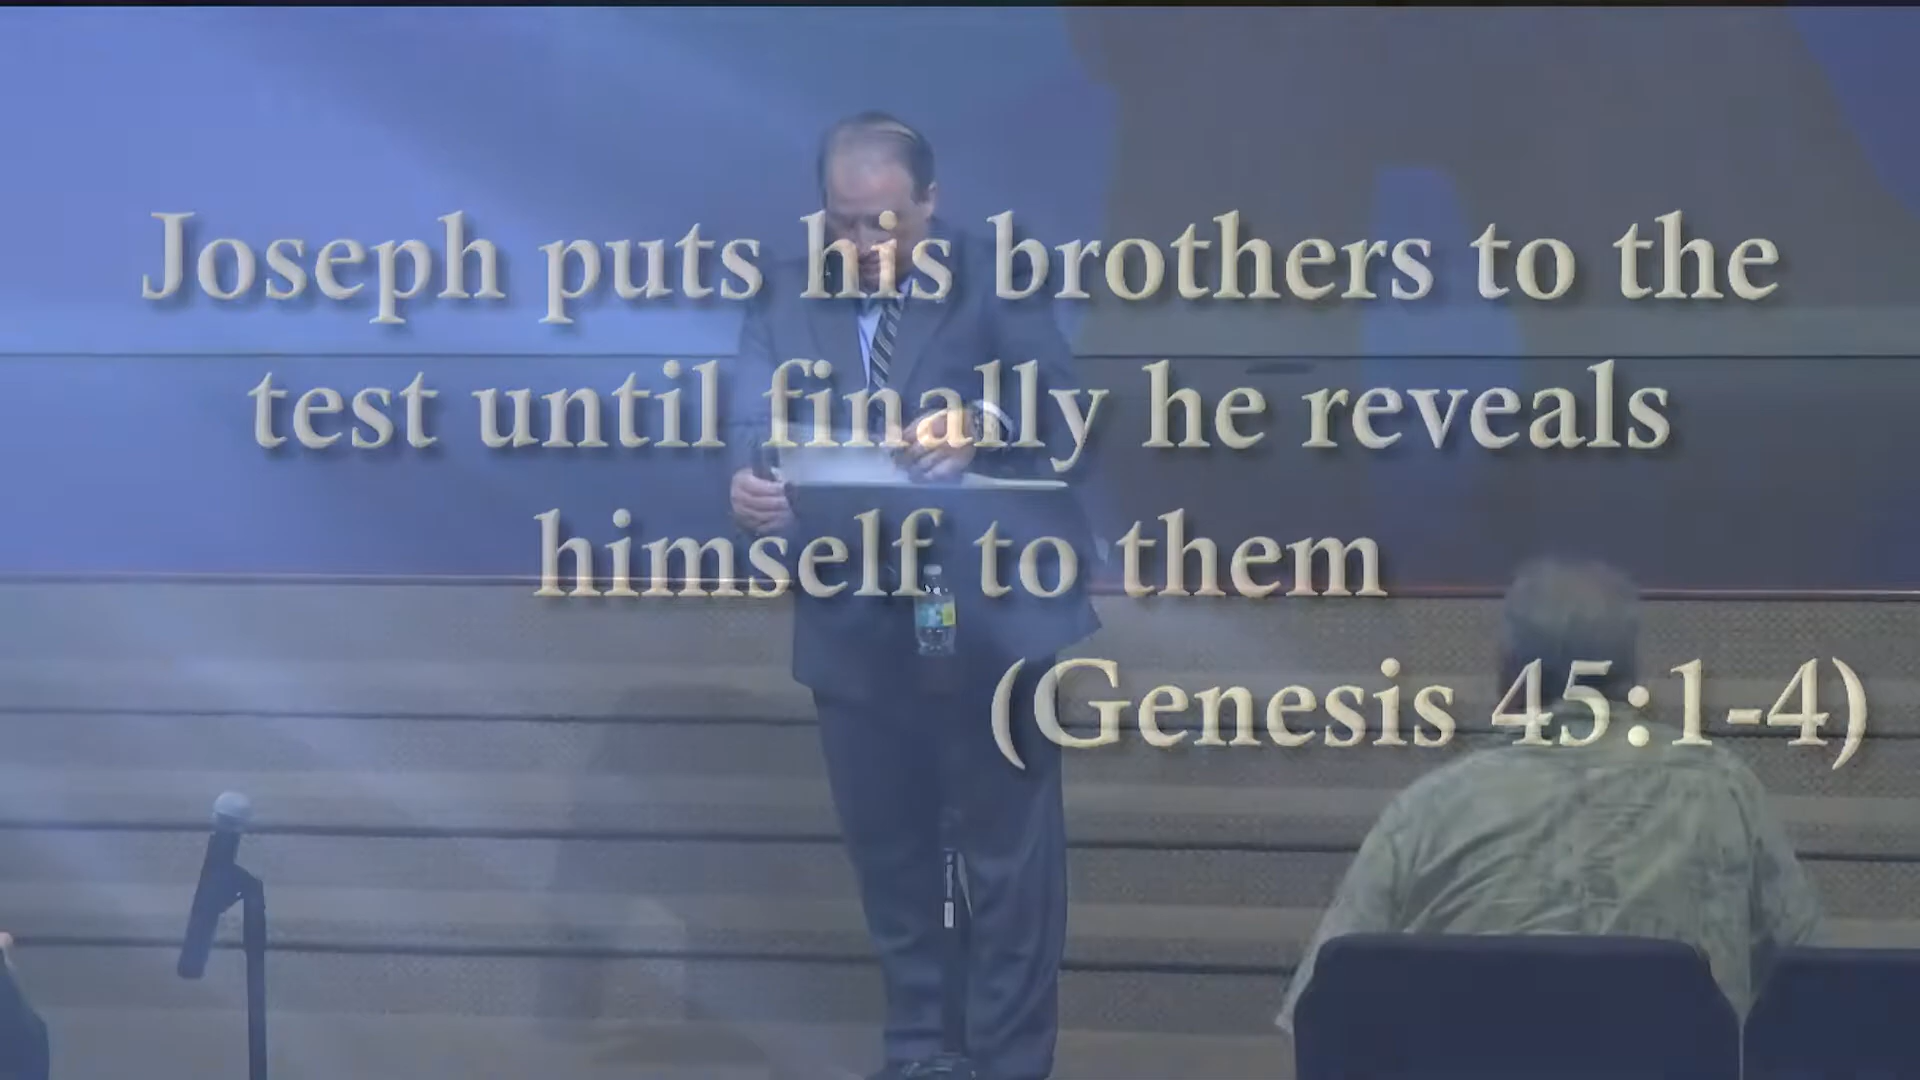 Joseph puts his brothers to the
test until finally he reveals
himself to them
(Genesis 45:1-4)